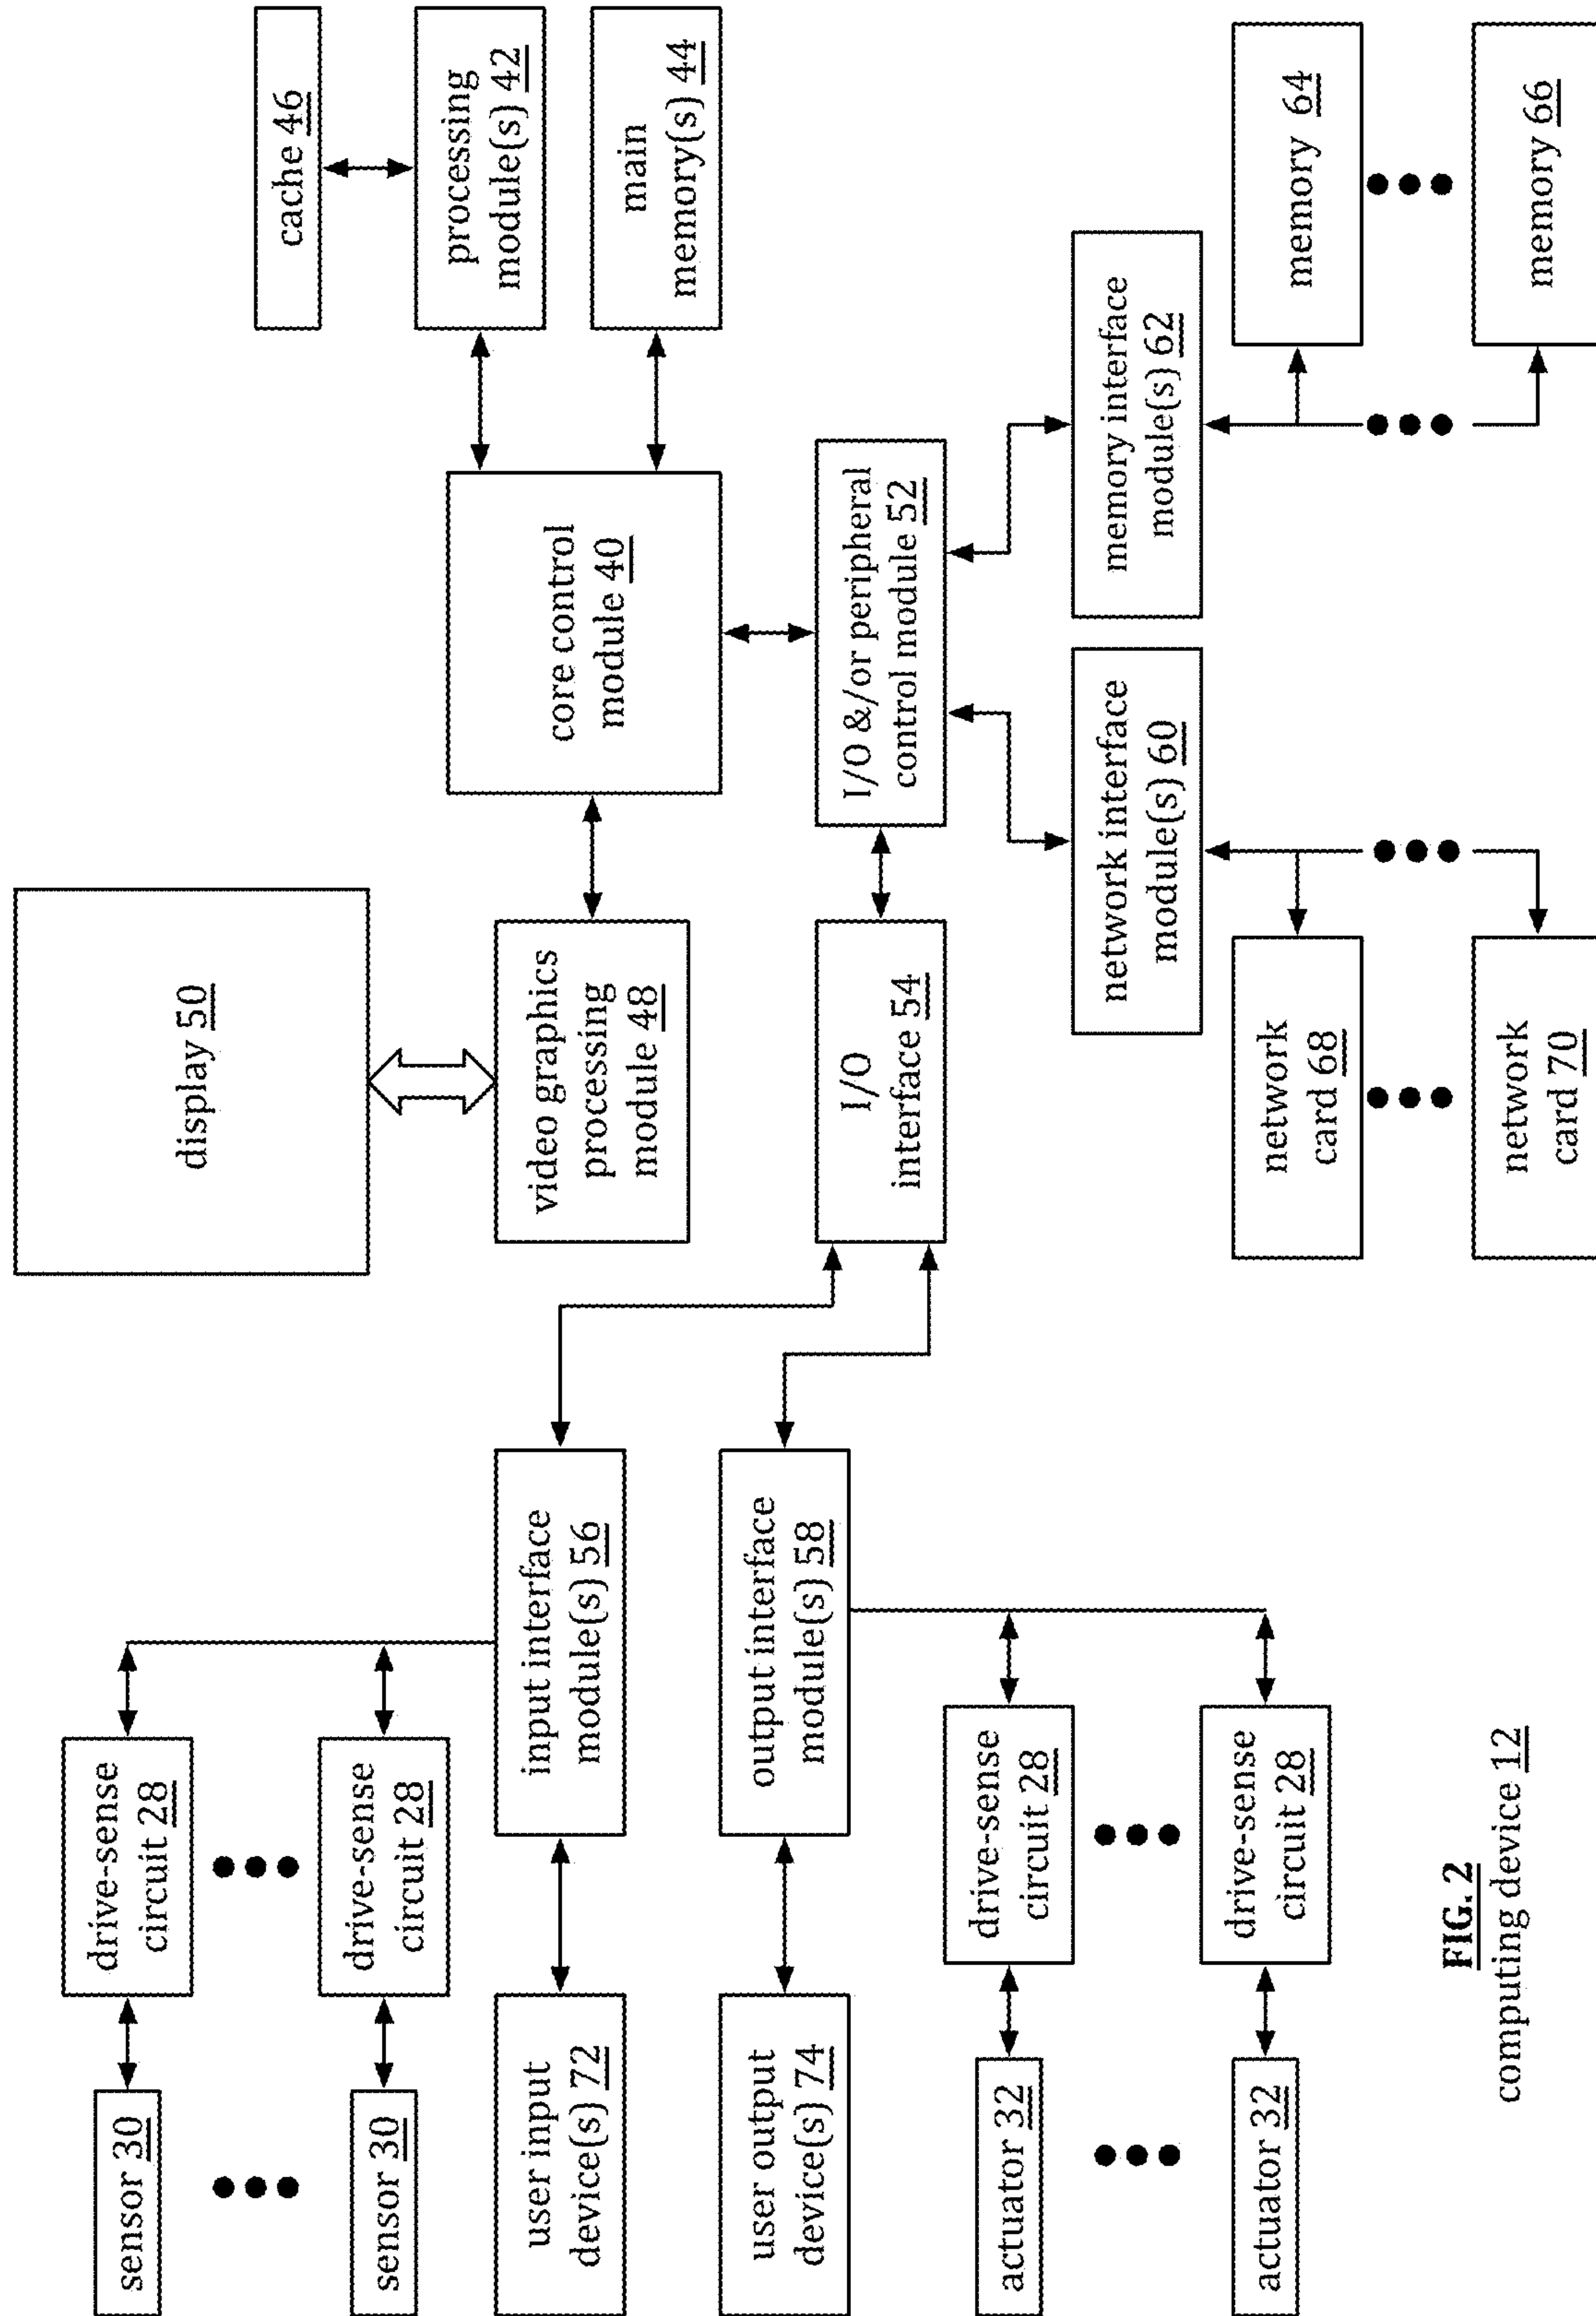 sensor 30
drive-sense
circuit 28
sensor 30
drive-sense
circuit 28
user input
device(s) 72
input interface
module(s) 56
user output
device(s) 74
output interface
module(s) 58
actuator 32
drive-sense
circuit 28
actuator 32
drive-sense
circuit 28
display 50
video graphics
processing
module 48
core control
module 40
cache 46
processing
module(s) 42
main
memory(s) 44
I/O
interface 54
I/O &/or peripheral
control module 52
network interface
module(s) 60
memory interface
module(s) 62
network
card 68
network
card 70
memory 64
memory 66
FIG. 2
computing device 12